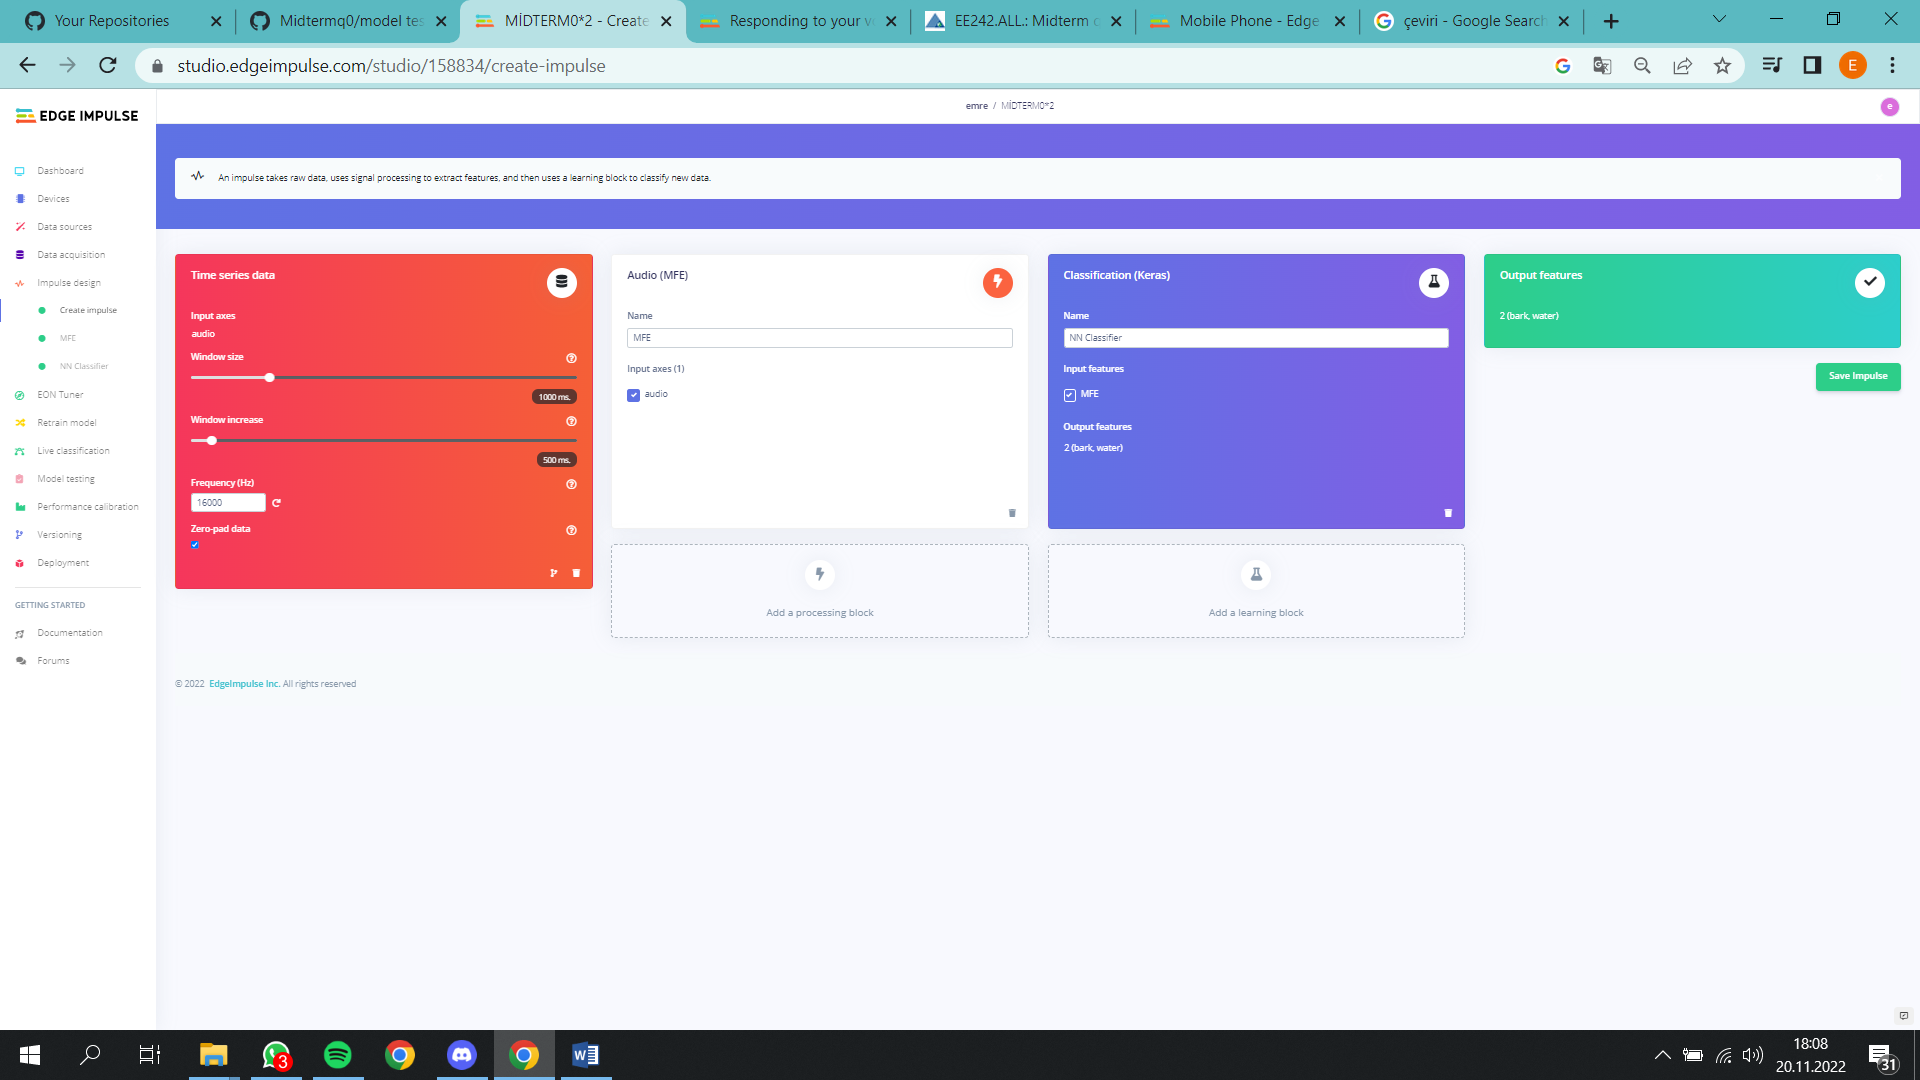 Your Repositories
Midtermq0/model tes
MİDTERM0*2 - Create
Responding to your v
EE242.ALL.: Midterm
Mobile Phone - Edge
çeviri - Google Search
studio.edgeimpulse.com/studio/158834/create-impulse
E
EDGE IMPULSE
emre / MİDTERM0*2
e
Dashboard
Devices
Data sources
Data acquisition
Impulse design
Create impulse
MFE
NN Classifier
EON Tuner
Retrain model
Live classification
Model testing
Performance calibration
Versioning
Deployment
GETTING STARTED
Documentation
Forums
An impulse takes raw data, uses signal processing to extract features, and then uses a learning block to classify new data.
Time series data
Input axes
audio
Window size
1000 ms.
Window increase
500 ms.
Frequency (Hz)
16000
Zero-pad data
Audio (MFE)
Name
MFE
Input axes (1)
audio
Add a processing block
Classification (Keras)
Name
NN Classifier
Input features
MFE
Output features
2 (bark, water)
Add a learning block
Output features
2 (bark, water)
Save Impulse
© 2022 EdgeImpulse Inc. All rights reserved
3
W
18:08
20.11.2022
31